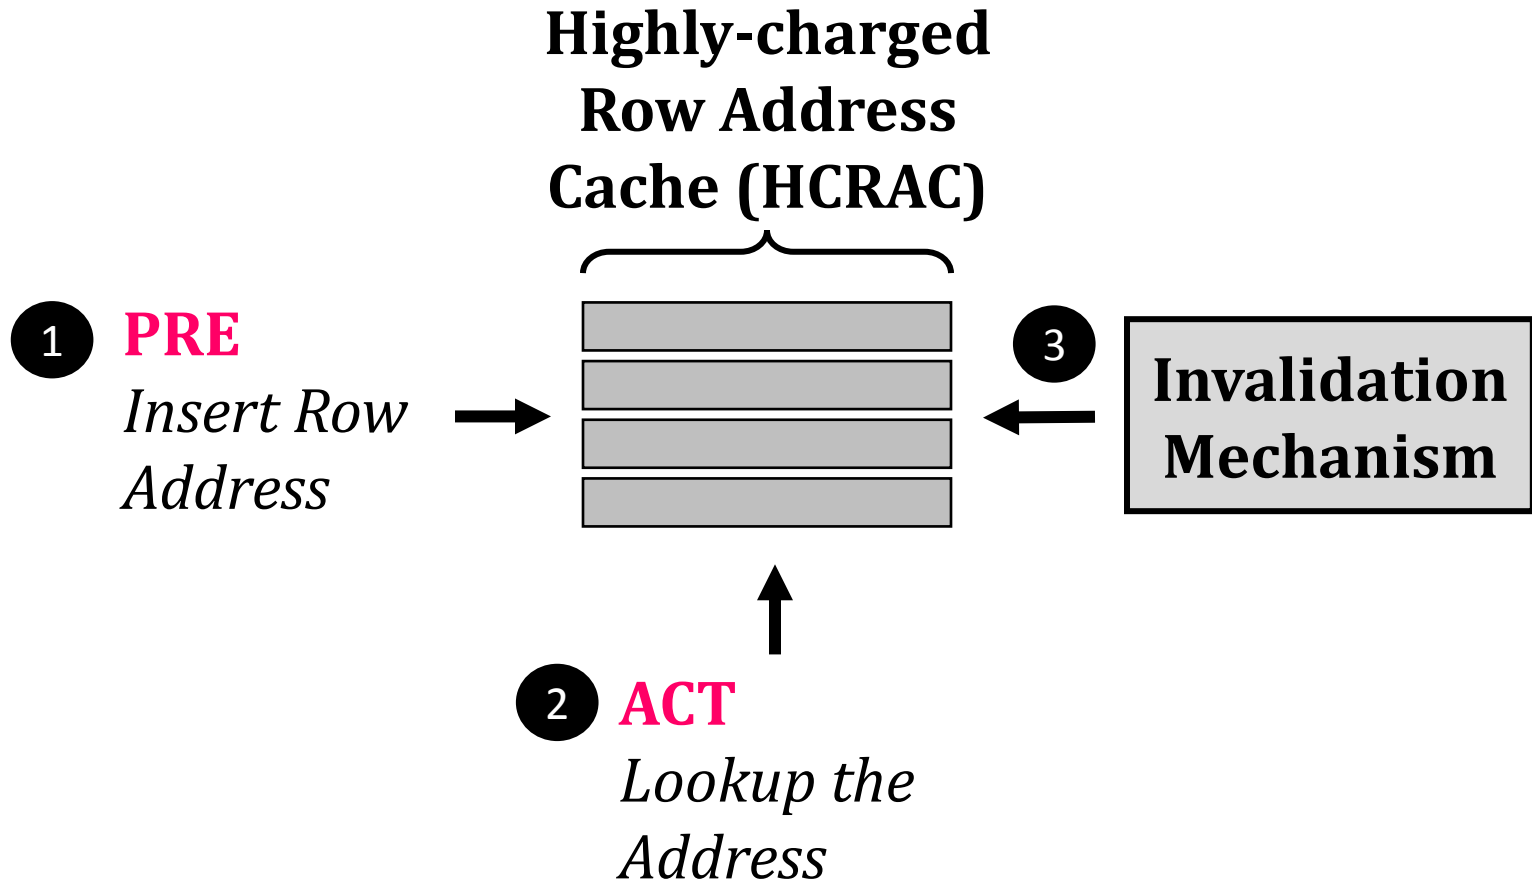 Highly-charged
Row Address
Cache (HCRAC)
1 PRE
Insert Row
Address
3
Invalidation
Mechanism
2 ACT
Lookup the
Address